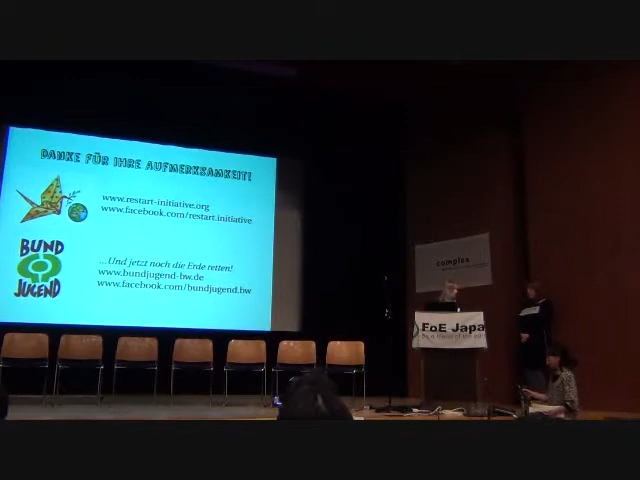 DANKE FÜR IHRE AUFMERKSAMKEIT!
www.restart-initiative.org
www.facebook.com/restart.initiative
BUND
JUGEND
...Und jetzt noch die Erde retten!
www.bundjugend-bw.de
www.facebook.com/bundjugend.bw
complex
FoE Japa